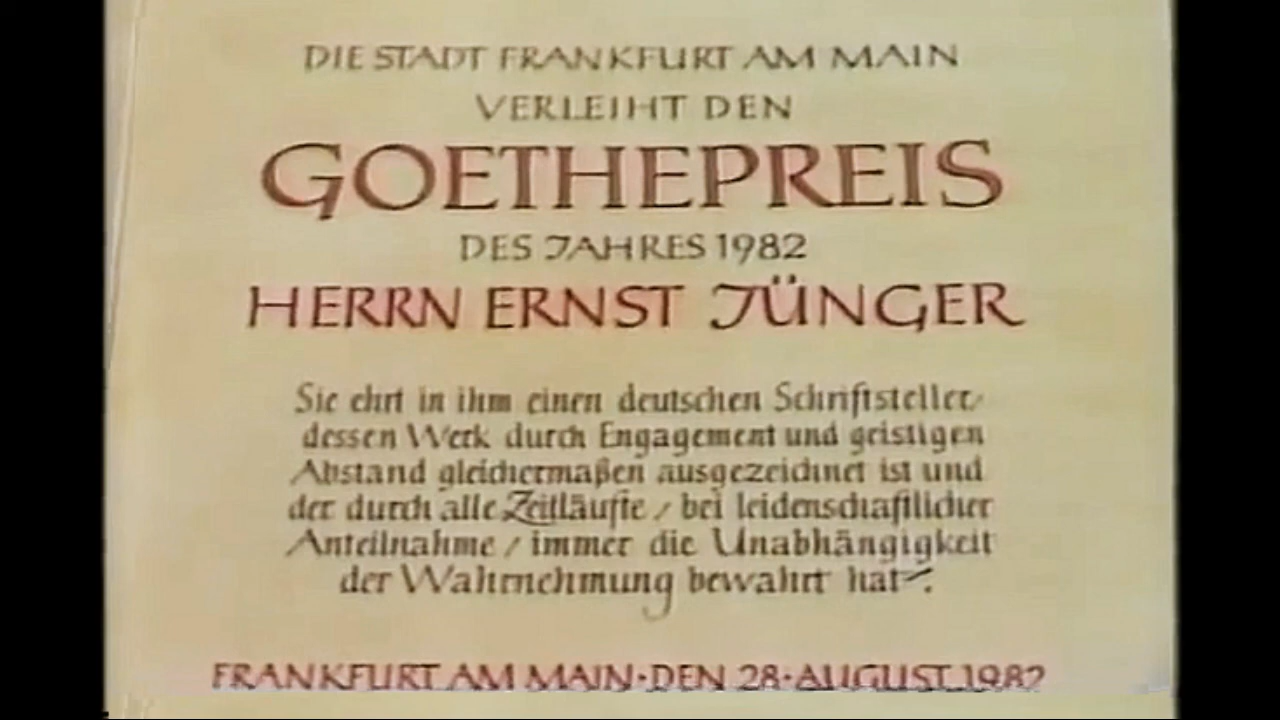 DIE STADT FRANKFURT AM MAIN
VERLEIHT DEN
GOETHEPREIS
DES JAHRES 1982
HERRN ERNST JÜNGER
Sie ehrt in ihm einen deutschen Schriftsteller/
dessen Werk durch Engagement und geistigen
Abstand gleichermaßen ausgezeichnet ist und
der durch alle Zeitläufte / bei leidenschaftlicher
Anteilnahme / immer die Unabhängigkeit
der Wahrnehmung bewahrt hat.
FRANKFURT AM MAIN·DEN 28·AUGUST 1982